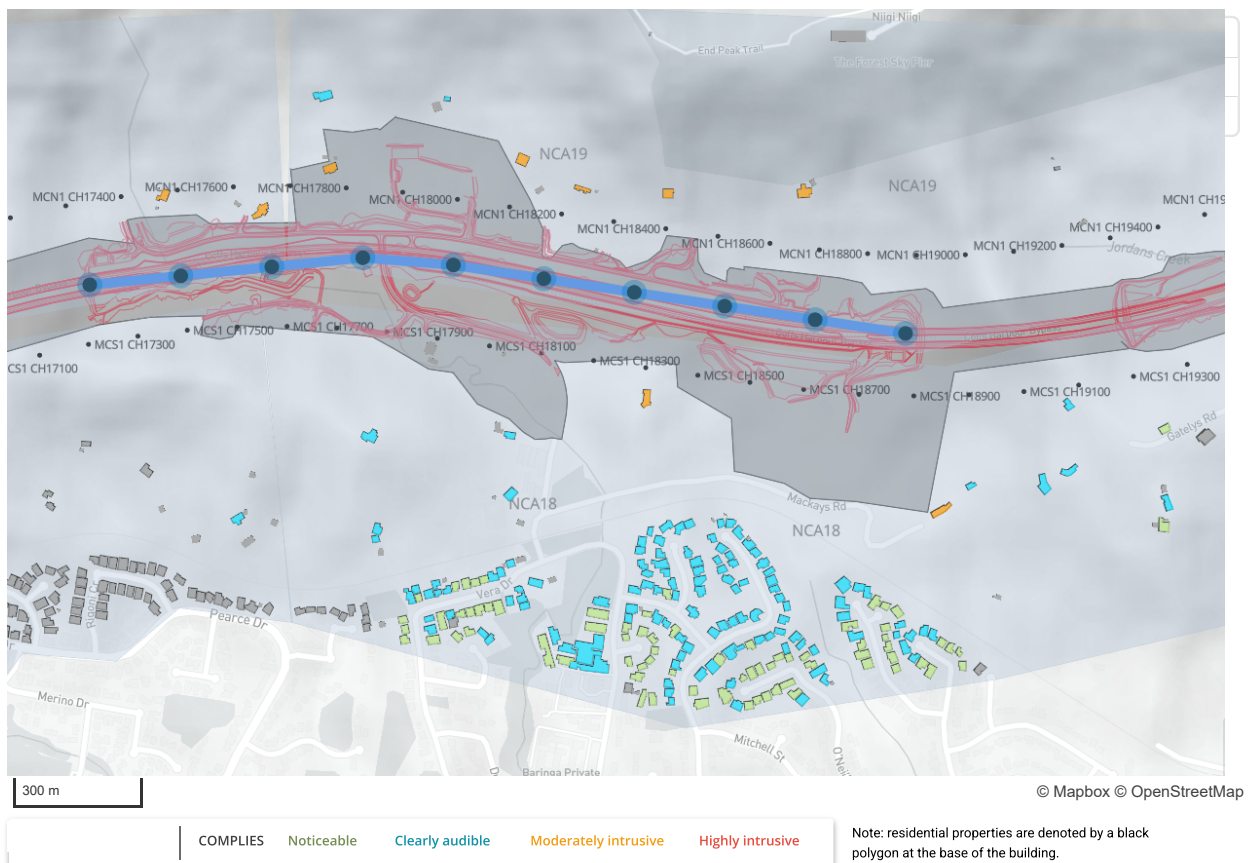 Niigi Niigi
End Peak Trail
The Forest Sky Pier
NCA19
NCA19
MCN1 CH17400
MCN1 CH17600
MCN1 CH17800
MCN1 CH18000
MCN1 CH18200
MCN1 CH18400
MCN1 CH18600
MCN1 CH18800
MCN1 CH19000
MCN1 CH19200
MCN1 CH19400
MCN1 CH19
Jordans Creek
CS1 CH17100
MCS1 CH17300
MCS1 CH17500
MCS1 CH17700
MCS1 CH17900
MCS1 CH18100
MCS1 CH18300
MCS1 CH18500
MCS1 CH18700
MCS1 CH18900
MCS1 CH19100
MCS1 CH19300
Gatelys Rd
NCA18
Mackays Rd
NCA18
Vera Dr
Pearce Dr
Merino Dr
Mitchell St
Baringa Private
300 m
© Mapbox © OpenStreetMap
COMPLIES Noticeable Clearly audible Moderately intrusive Highly intrusive
Note: residential properties are denoted by a black
polygon at the base of the building.